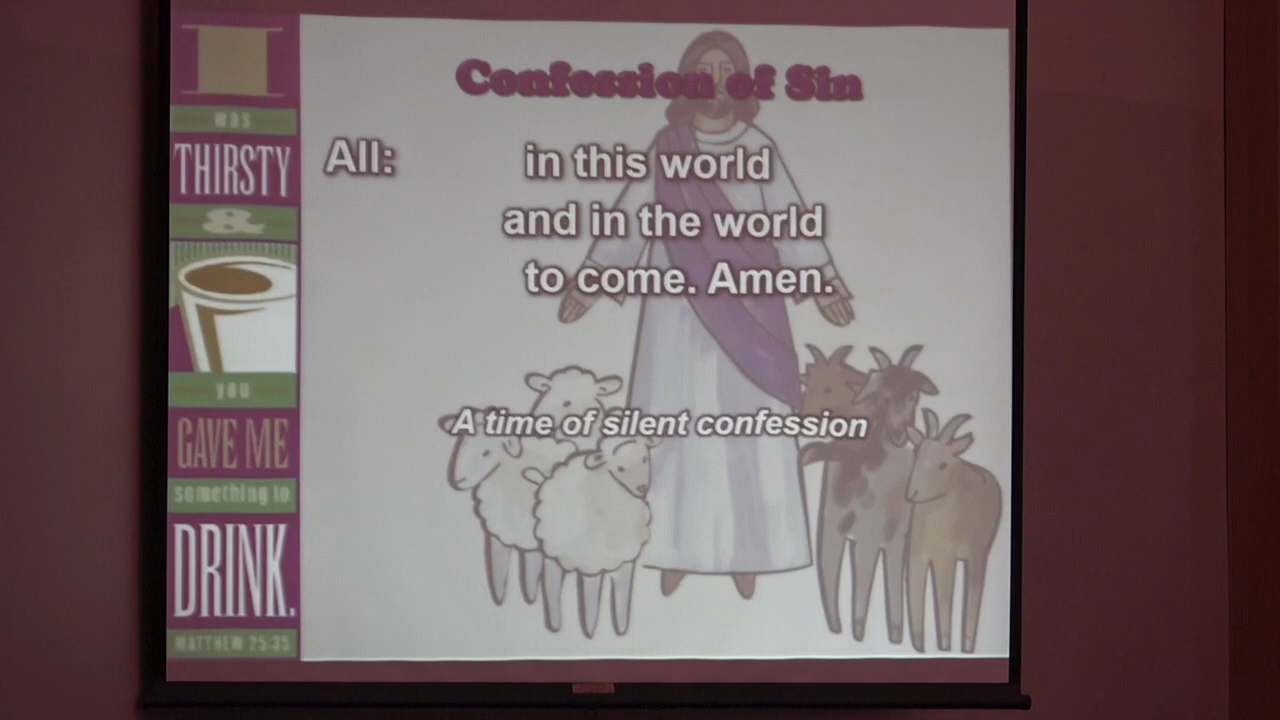 was
THIRSTY
&
you
GAVE ME
something to
DRINK.
MATTHEW 25:35
Confession of Sin
All:
in this world
and in the world
to come. Amen.
A time of silent confession